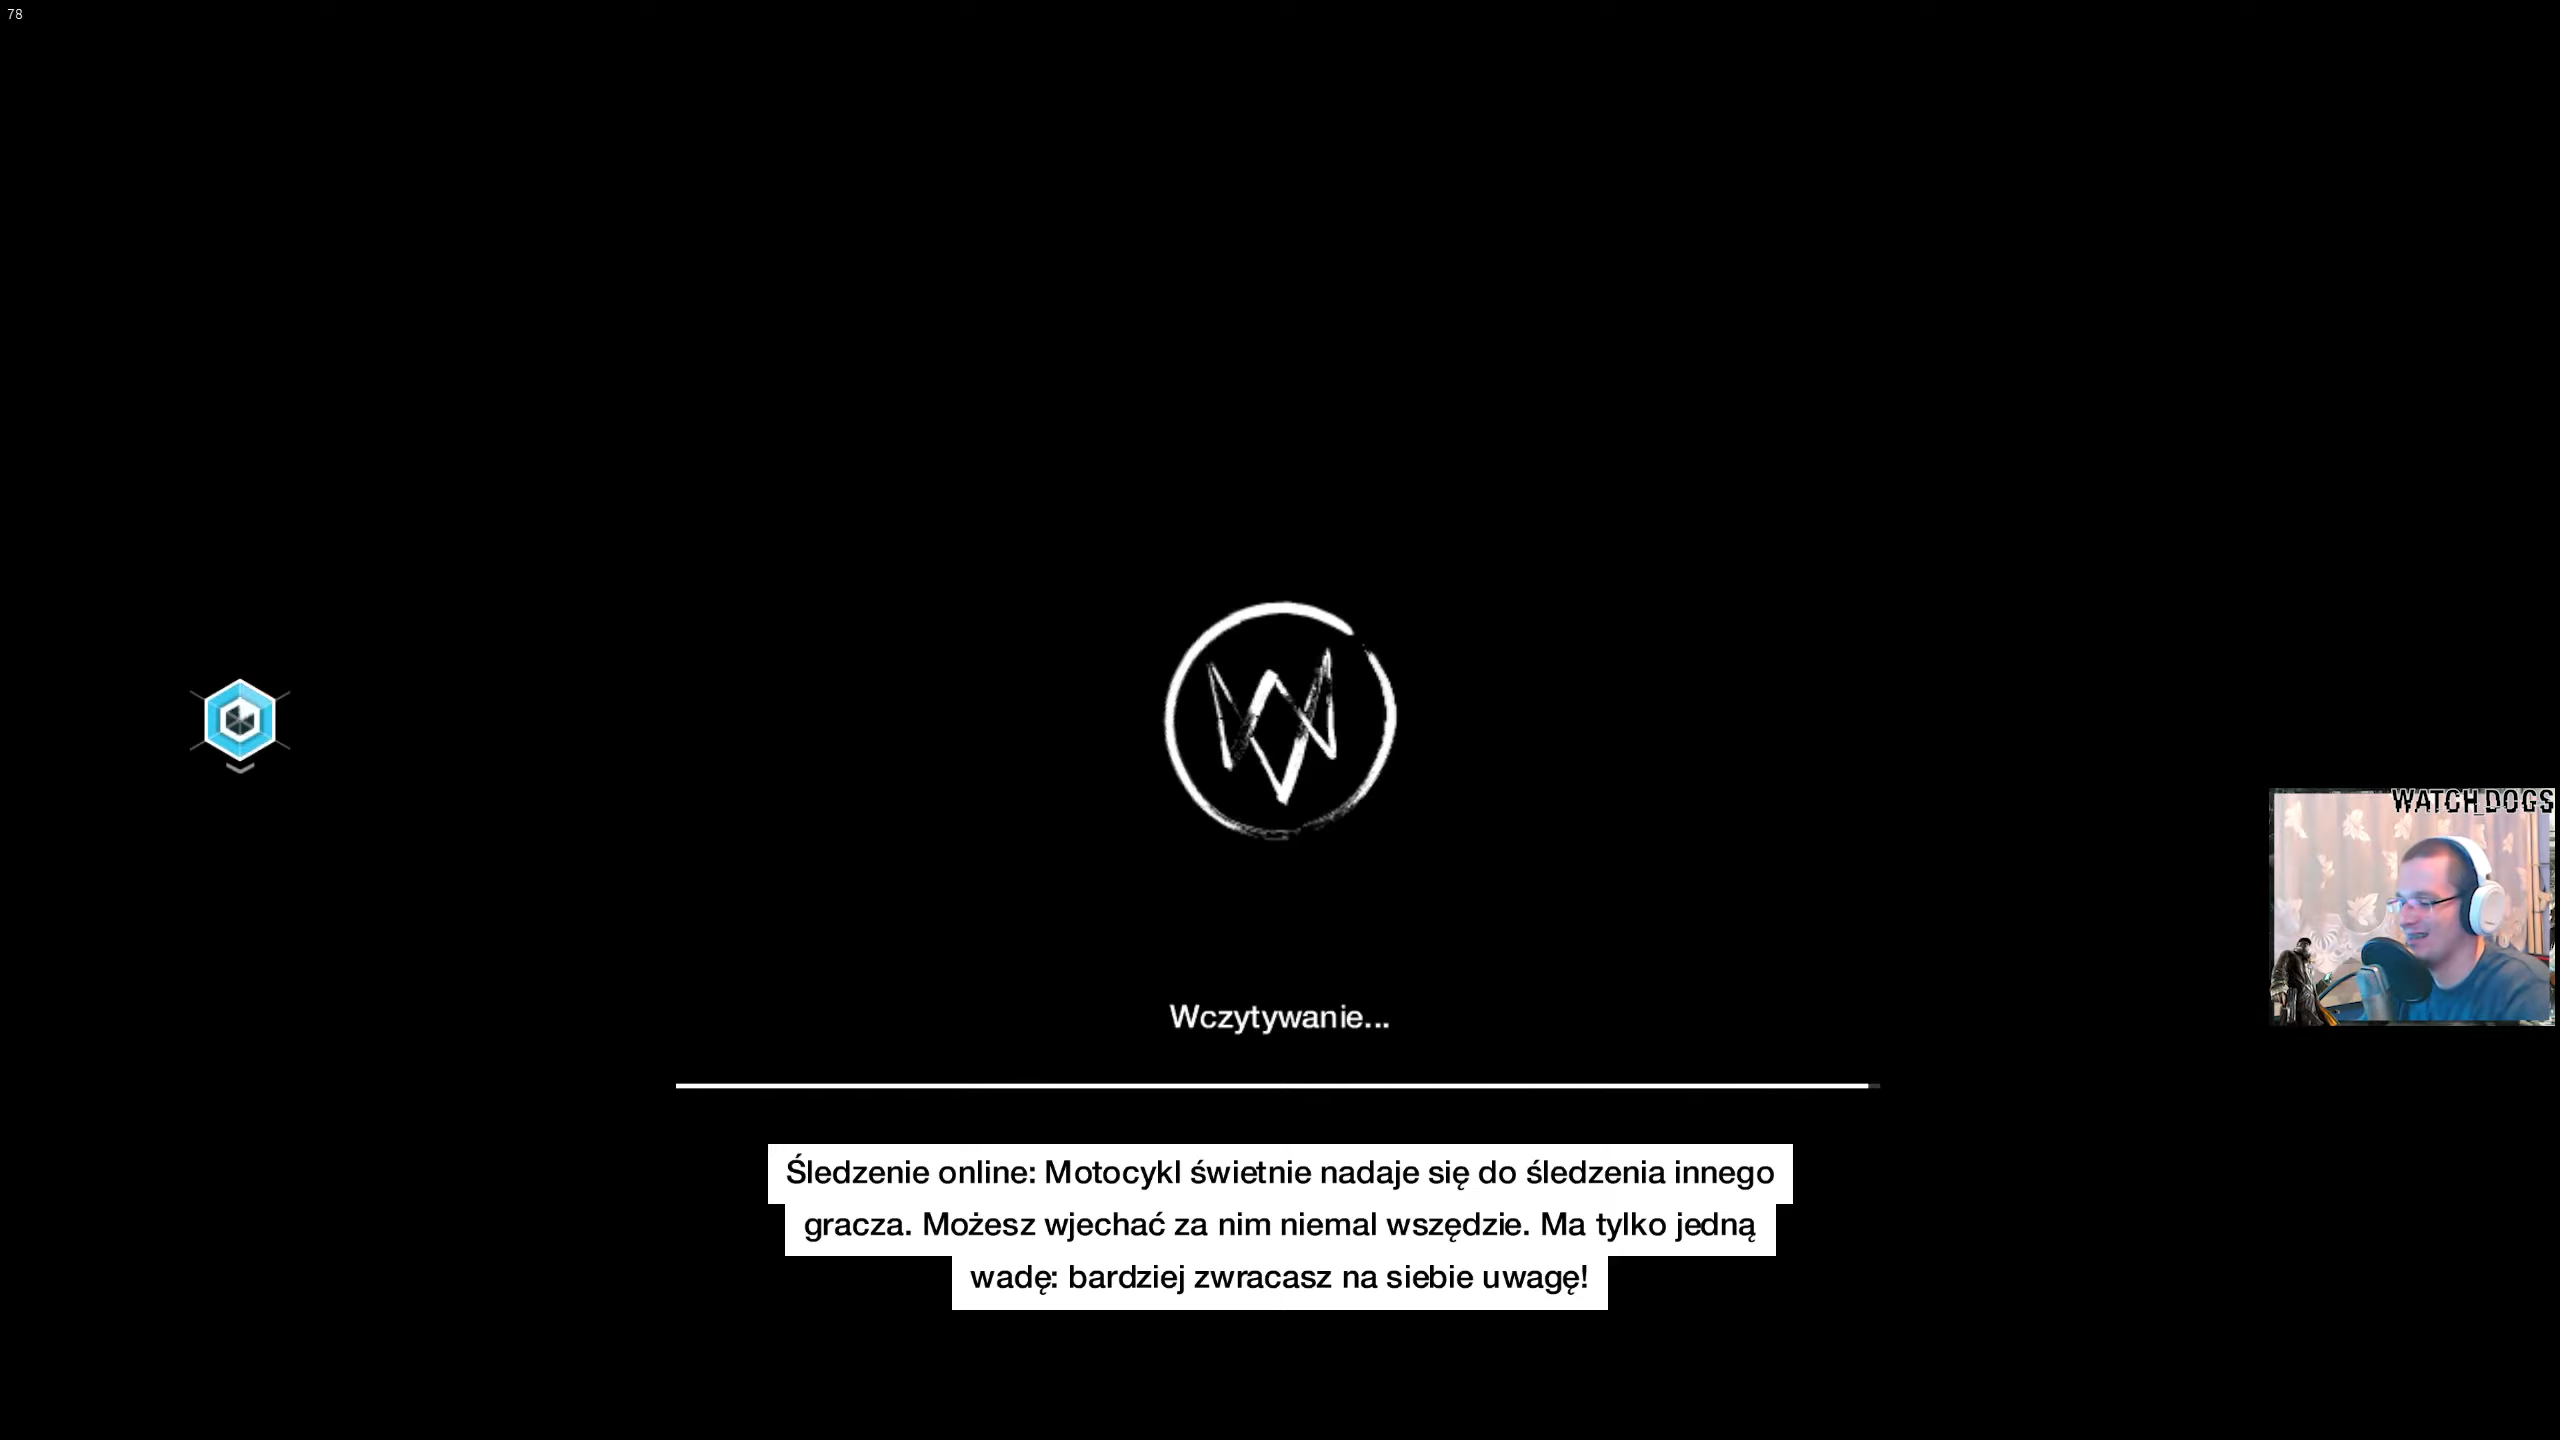 78
WATCH_DOGS
Wczytywanie...
Śledzenie online: Motocykl świetnie nadaje się do śledzenia innego
gracza. Możesz wjechać za nim niemal wszędzie. Ma tylko jedną
wadę: bardziej zwracasz na siebie uwagę!